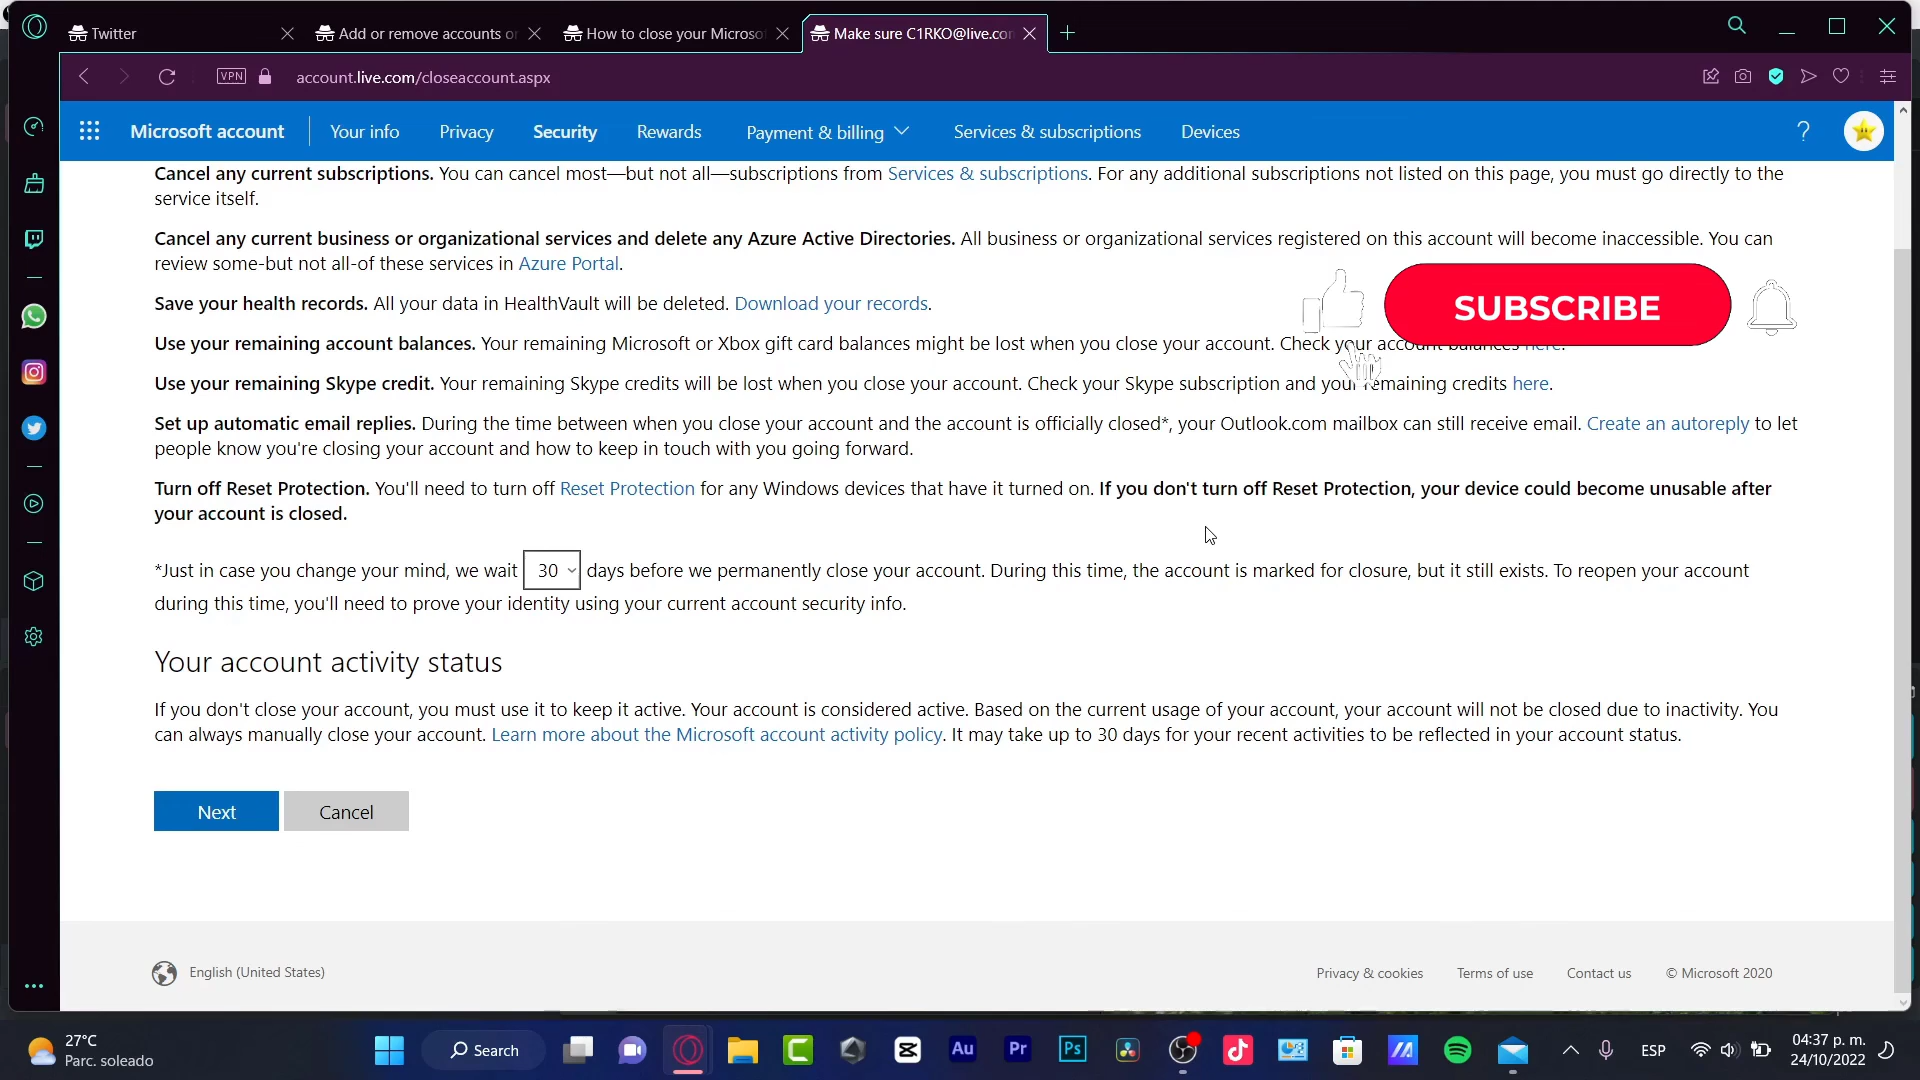 Twitter
Add or remove accounts or
How to close your Microsof
Make sure C1RKO@live.com
VPN
account.live.com/closeaccount.aspx
Microsoft account
Your info
Privacy
Security
Rewards
Payment & billing
Services & subscriptions
Devices
?
Cancel any current subscriptions. You can cancel most—but not all—subscriptions from Services & subscriptions. For any additional subscriptions not listed on this page, you must go directly to the
service itself.
Cancel any current business or organizational services and delete any Azure Active Directories. All business or organizational services registered on this account will become inaccessible. You can
review some-but not all-of these services in Azure Portal.
Save your health records. All your data in HealthVault will be deleted. Download your records.
SUBSCRIBE
Use your remaining account balances. Your remaining Microsoft or Xbox gift card balances might be lost when you close your account. Check your account balances here.
Use your remaining Skype credit. Your remaining Skype credits will be lost when you close your account. Check your Skype subscription and your remaining credits here.
Set up automatic email replies. During the time between when you close your account and the account is officially closed*, your Outlook.com mailbox can still receive email. Create an autoreply to let
people know you're closing your account and how to keep in touch with you going forward.
Turn off Reset Protection. You'll need to turn off Reset Protection for any Windows devices that have it turned on. If you don't turn off Reset Protection, your device could become unusable after
your account is closed.
*Just in case you change your mind, we wait 30 days before we permanently close your account. During this time, the account is marked for closure, but it still exists. To reopen your account
during this time, you'll need to prove your identity using your current account security info.
Your account activity status
If you don't close your account, you must use it to keep it active. Your account is considered active. Based on the current usage of your account, your account will not be closed due to inactivity. You
can always manually close your account. Learn more about the Microsoft account activity policy. It may take up to 30 days for your recent activities to be reflected in your account status.
Next
Cancel
English (United States)
Privacy & cookies
Terms of use
Contact us
© Microsoft 2020
27°C
Parc. soleado
Search
Au
Pr
Ps
ESP
04:37 p. m.
24/10/2022